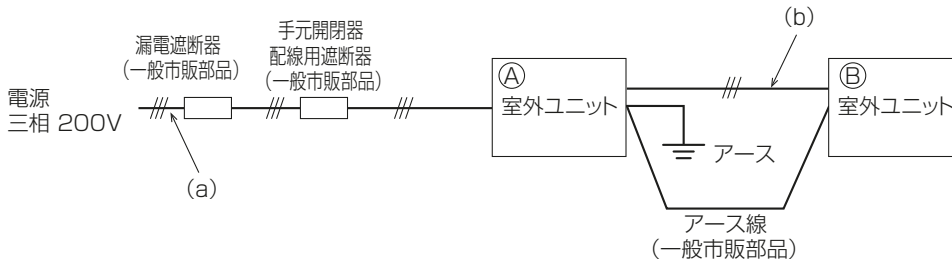 漏電遮断器
（一般市販部品）
手元開閉器
配線用遮断器
（一般市販部品）
電源
三相 200V
(a)
Ⓐ
室外ユニット
(b)
Ⓑ
室外ユニット
アース
アース線
（一般市販部品）